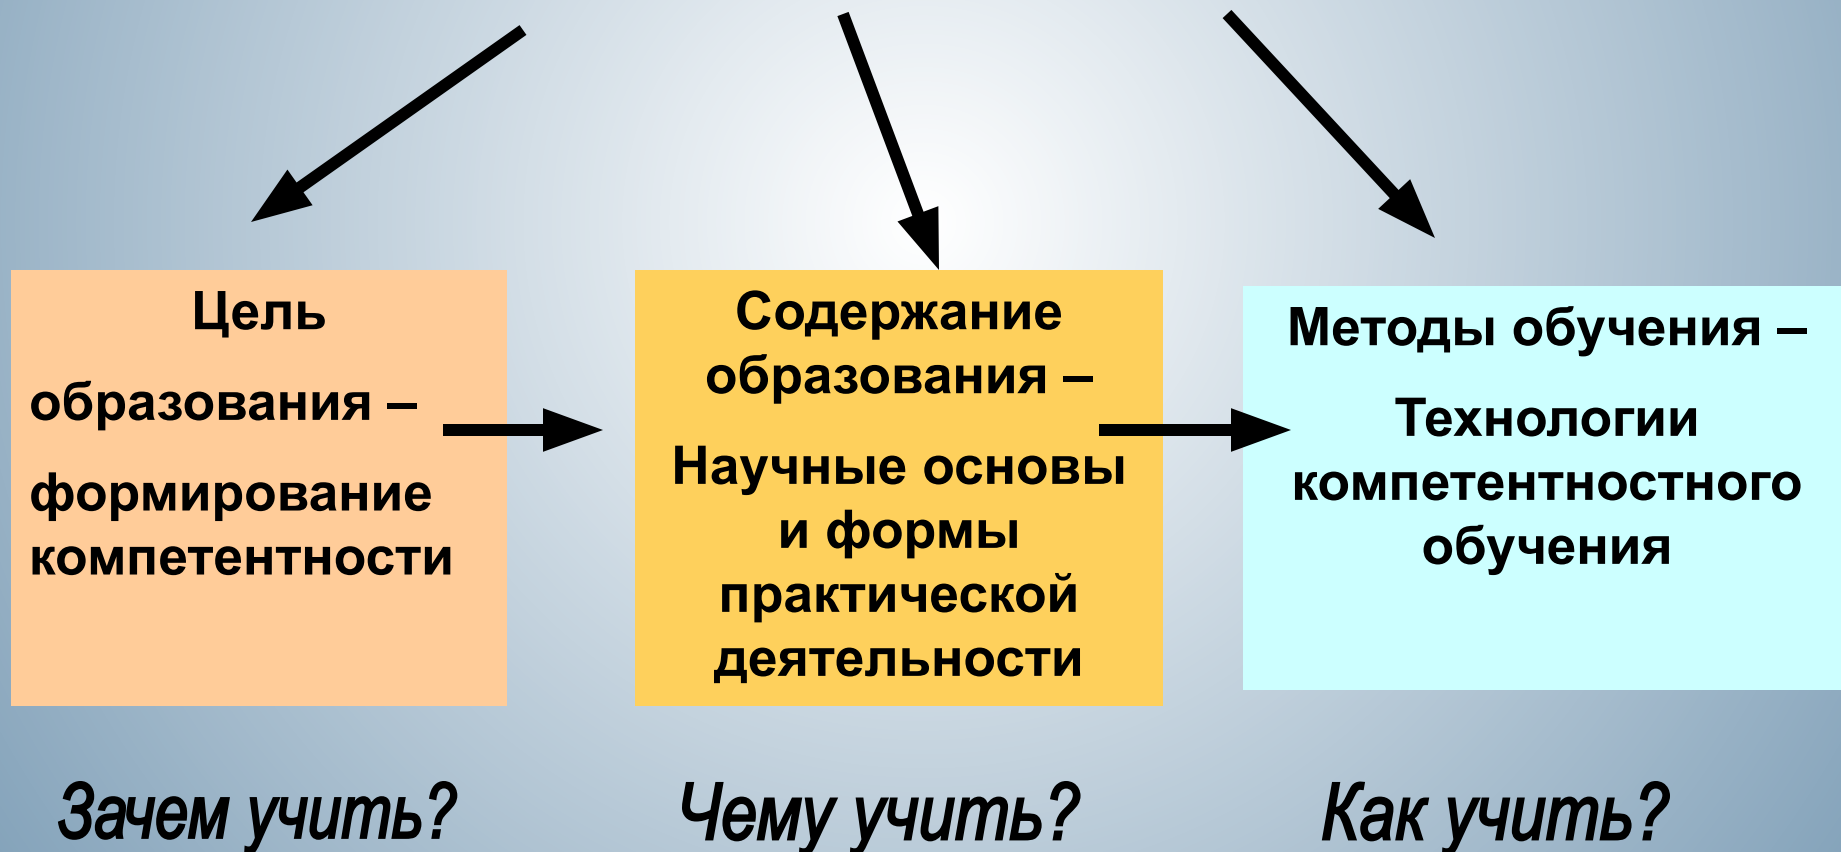 Цель
образования –
формирование
компетентности
Содержание
образования –
Научные основы
и формы
практической
деятельности
Методы обучения –
Технологии
компетентностного
обучения
Зачем учить?
Чему учить?
Как учить?